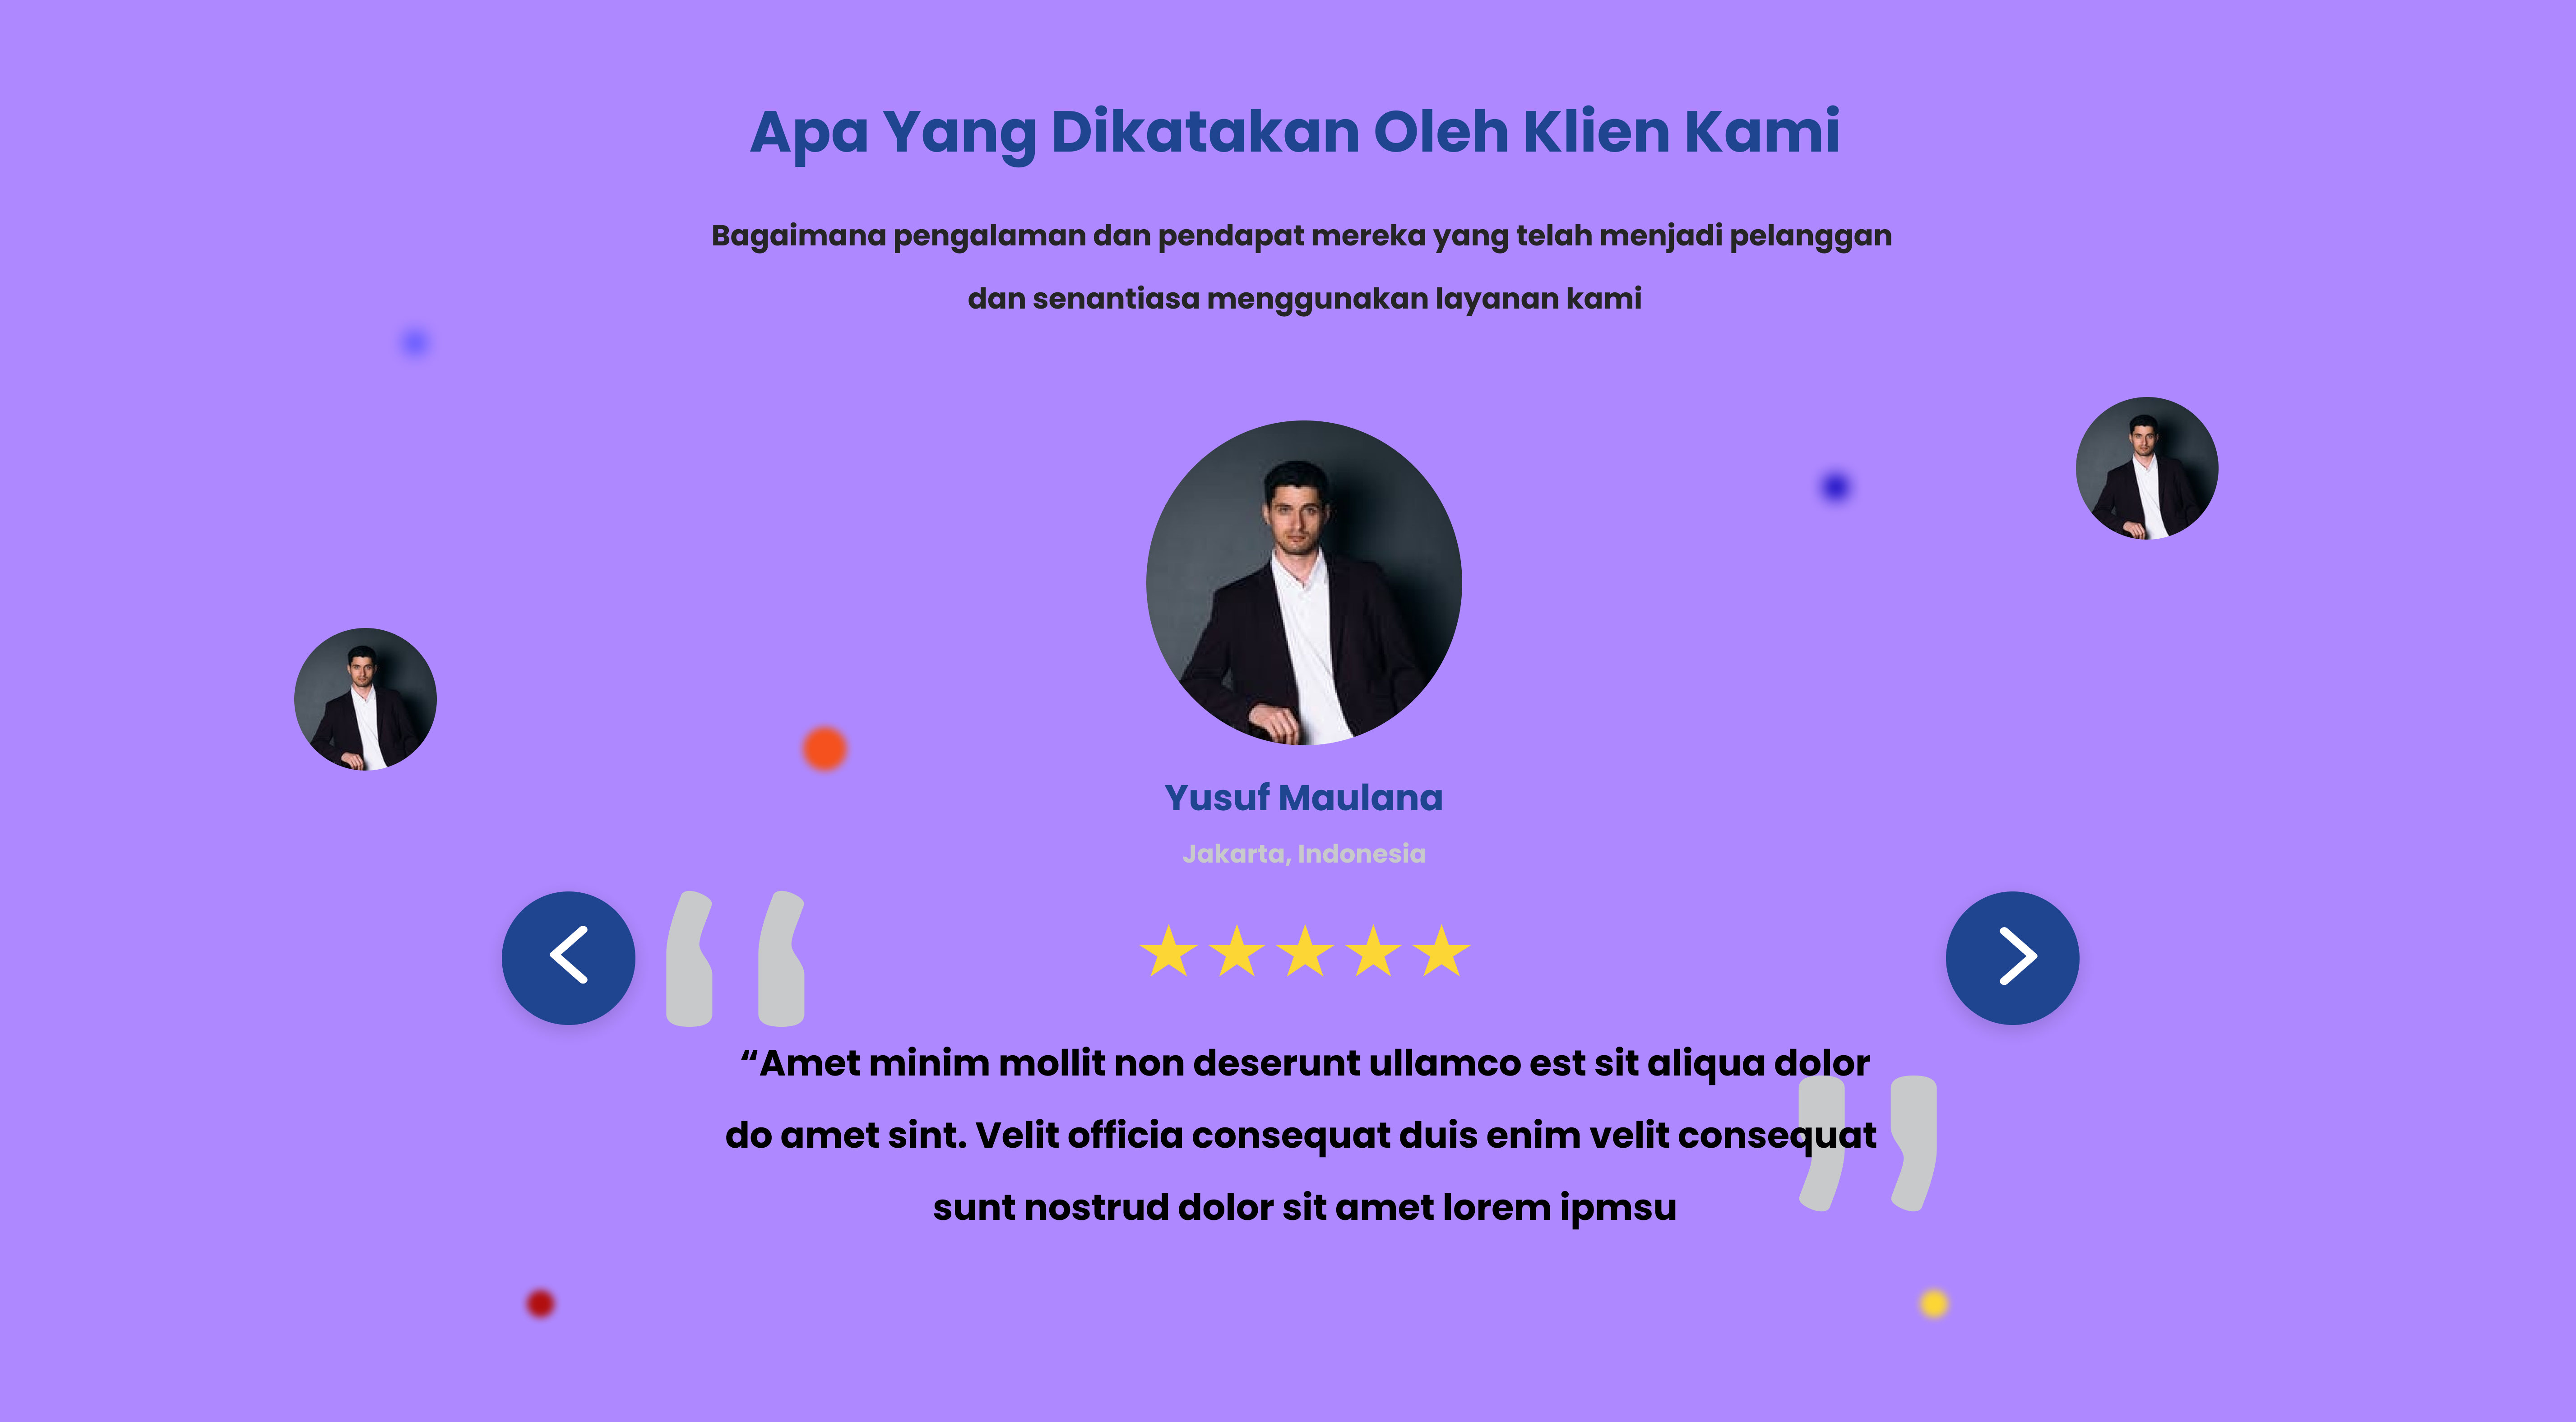 Apa Yang Dikatakan Oleh Klien Kami
Bagaimana pengalaman dan pendapat mereka yang telah menjadi pelanggan
dan senantiasa menggunakan layanan kami
Yusuf Maulana
Jakarta, Indonesia
“Amet minim mollit non deserunt ullamco est sit aliqua dolor
do amet sint. Velit officia consequat duis enim velit consequat
sunt nostrud dolor sit amet lorem ipmsu